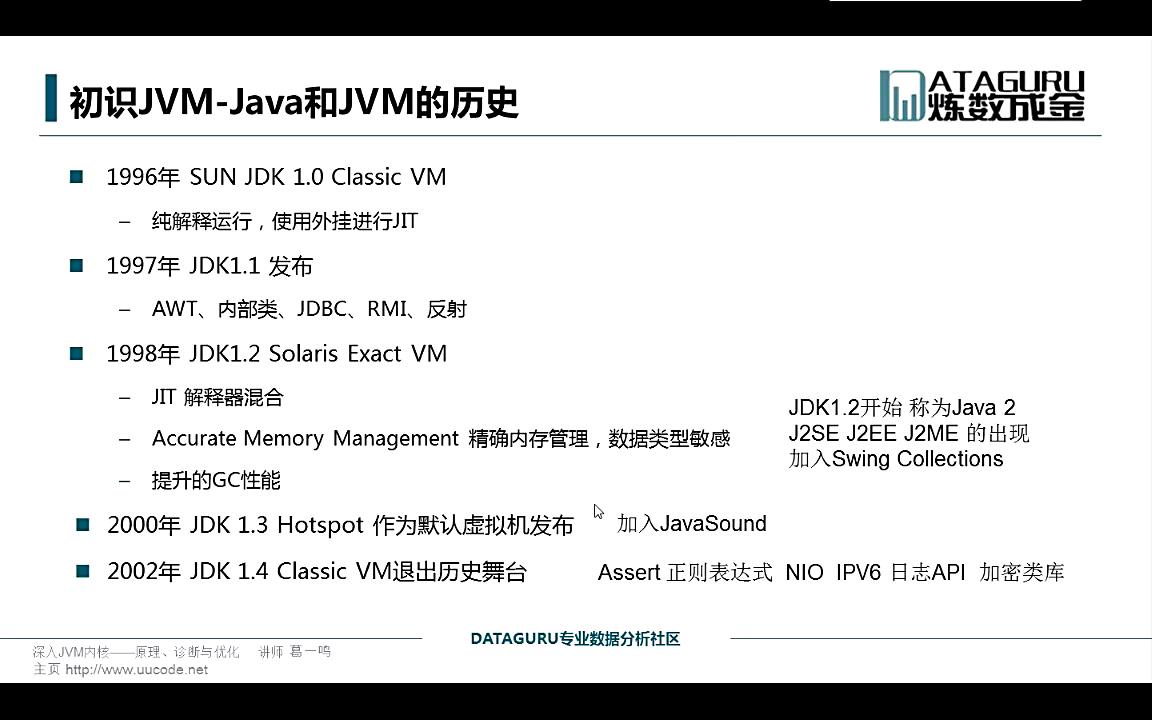 初识JVM-Java和JVM的历史
DATAGURU
炼数成金
■ 1996年 SUN JDK 1.0 Classic VM
– 纯解释运行，使用外挂进行JIT
■ 1997年 JDK1.1 发布
– AWT、内部类、JDBC、RMI、反射
■ 1998年 JDK1.2 Solaris Exact VM
– JIT 解释器混合
– Accurate Memory Management 精确内存管理，数据类型敏感
– 提升的GC性能
JDK1.2开始 称为Java 2
J2SE J2EE J2ME 的出现
加入Swing Collections
■ 2000年 JDK 1.3 Hotspot 作为默认虚拟机发布 加入JavaSound
■ 2002年 JDK 1.4 Classic VM退出历史舞台 Assert 正则表达式 NIO IPV6 日志API 加密类库
DATAGURU专业数据分析社区
深入JVM内核——原理、诊断与优化 讲师 葛一鸣
主页 http://www.uucode.net